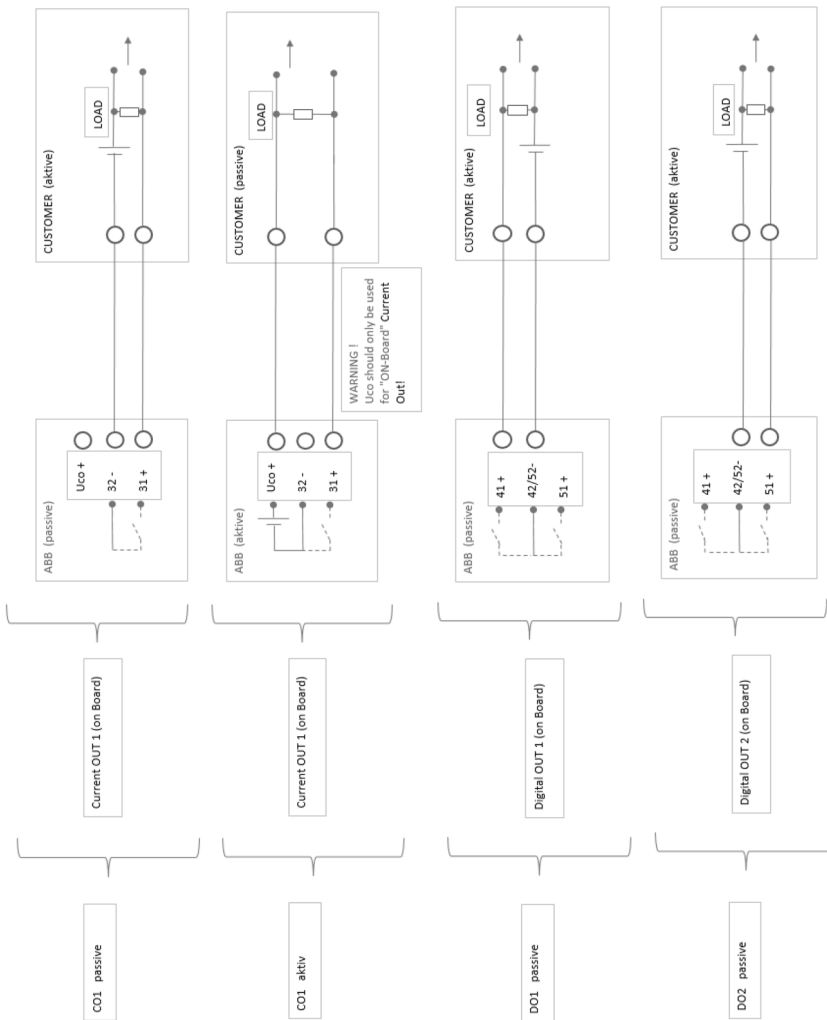 CO1 passive
Current OUT 1 (on Board)
ABB (passive)
Uco +
32 -
31 +
CUSTOMER (aktive)
LOAD
CO1 aktiv
Current OUT 1 (on Board)
ABB (aktive)
Uco +
32 -
31 +
WARNING !
Uco should only be used
for "ON-Board" Current
Out!
CUSTOMER (passive)
LOAD
DO1 passive
Digital OUT 1 (on Board)
ABB (passive)
41 +
42/52-
51 +
CUSTOMER (aktive)
LOAD
DO2 passive
Digital OUT 2 (on Board)
ABB (passive)
41 +
42/52-
51 +
CUSTOMER (aktive)
LOAD